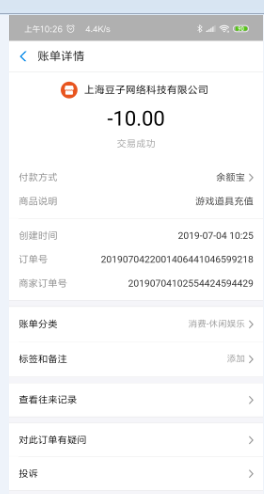 上午10:26 4.4K/s
账单详情
上海豆子网络科技有限公司
-10.00
交易成功
付款方式 余额宝
商品说明 游戏道具充值
创建时间 2019-07-04 10:25
订单号 2019070422001406441046599218
商家订单号 20190704102554424594429
账单分类 消费-休闲娱乐
标签和备注 添加
查看往来记录
对此订单有疑问
投诉